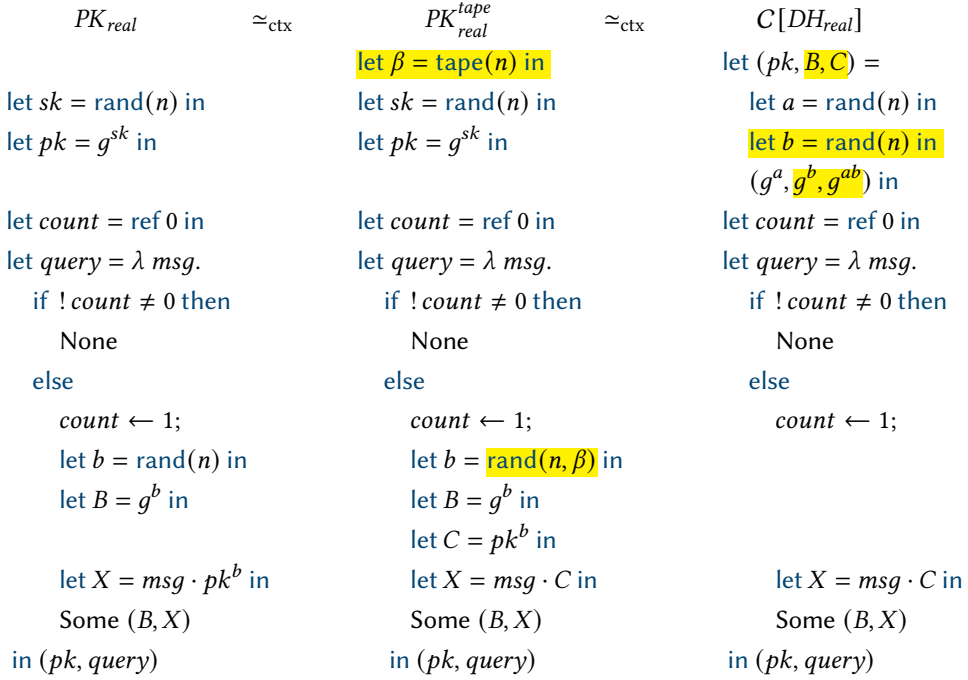 PK_real ≃_ctx PK_real^tape ≃_ctx C[DH_real]
let β = tape(n) in let (pk, B, C) =
let sk = rand(n) in let sk = rand(n) in let a = rand(n) in
let pk = g^sk in let pk = g^sk in let b = rand(n) in
(g^a, g^b, g^ab) in
let count = ref 0 in let count = ref 0 in let count = ref 0 in
let query = λ msg. let query = λ msg. let query = λ msg.
if ! count ≠ 0 then if ! count ≠ 0 then if ! count ≠ 0 then
None None None
else else else
count ← 1; count ← 1; count ← 1;
let b = rand(n) in let b = rand(n, β) in
let B = g^b in let B = g^b in
let C = pk^b in
let X = msg · pk^b in let X = msg · C in let X = msg · C in
Some (B, X) Some (B, X) Some (B, X)
in (pk, query) in (pk, query) in (pk, query)